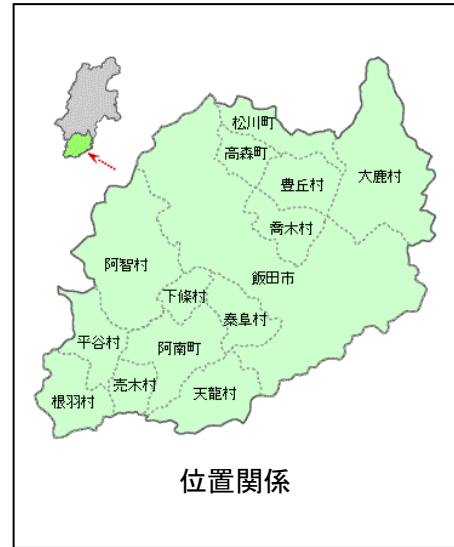 松川町
高森町
豊丘村
大鹿村
喬木村
阿智村
飯田市
下條村
泰阜村
平谷村
阿南町
売木村
天龍村
根羽村
位置関係